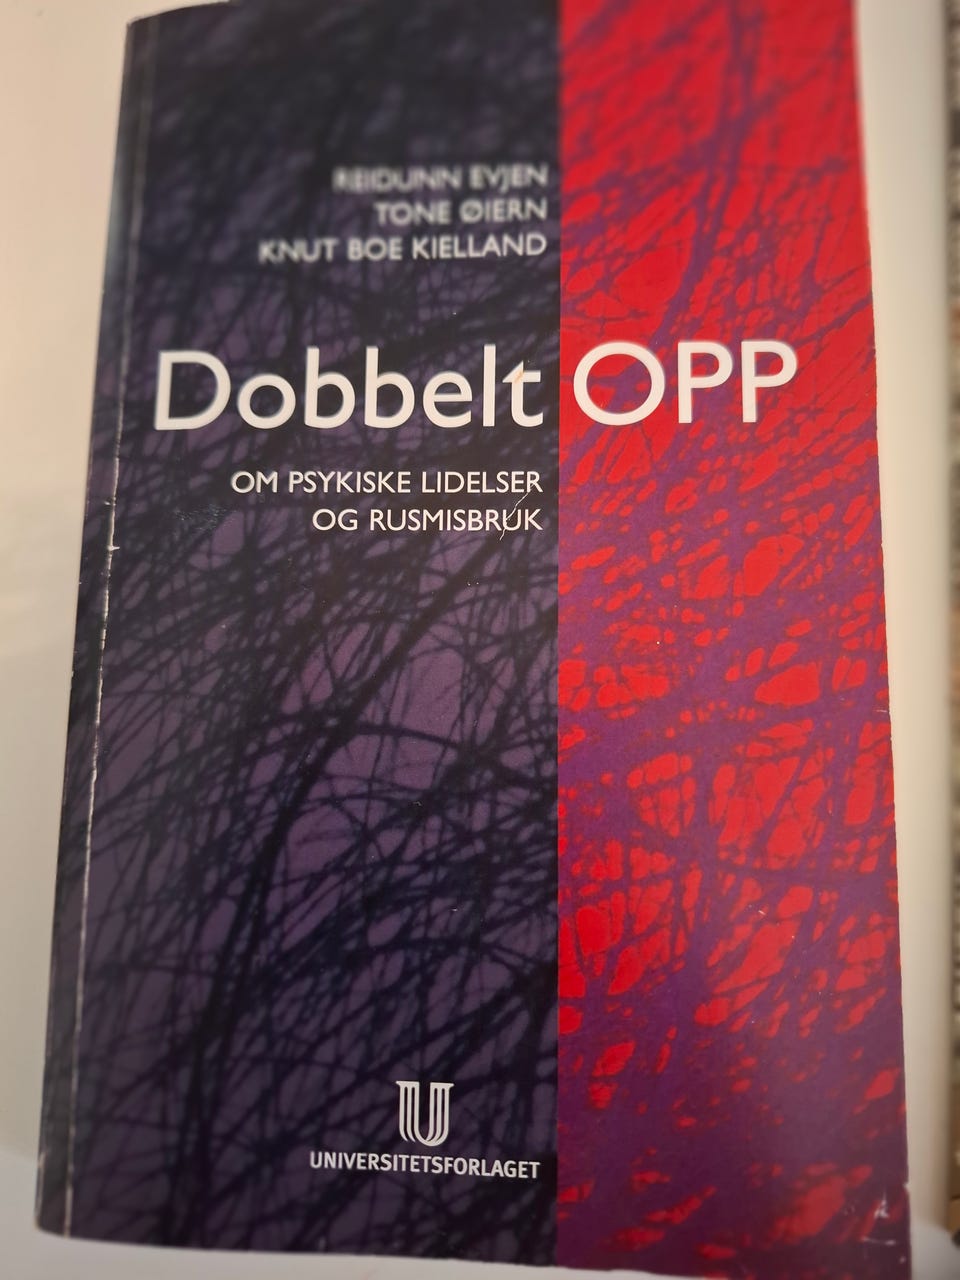 REIDUNN EVJEN
TONE ØIERN
KNUT BOE KIELLAND
Dobbelt OPP
OM PSYKISKE LIDELSER
OG RUSMISBRUK
U
UNIVERSITETSFORLAGET